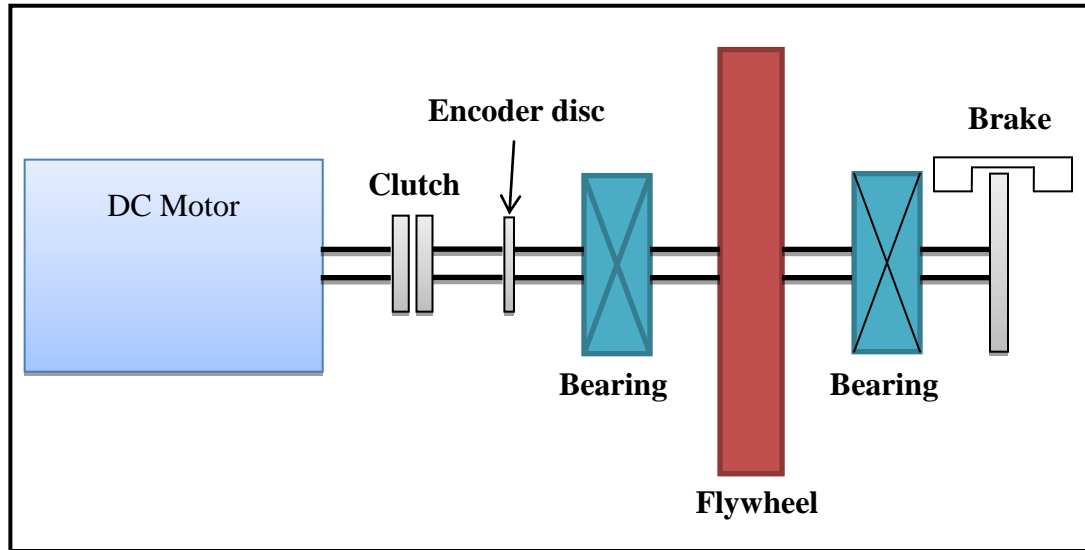 Encoder disc
Brake
Clutch
DC Motor
Bearing
Bearing
Flywheel